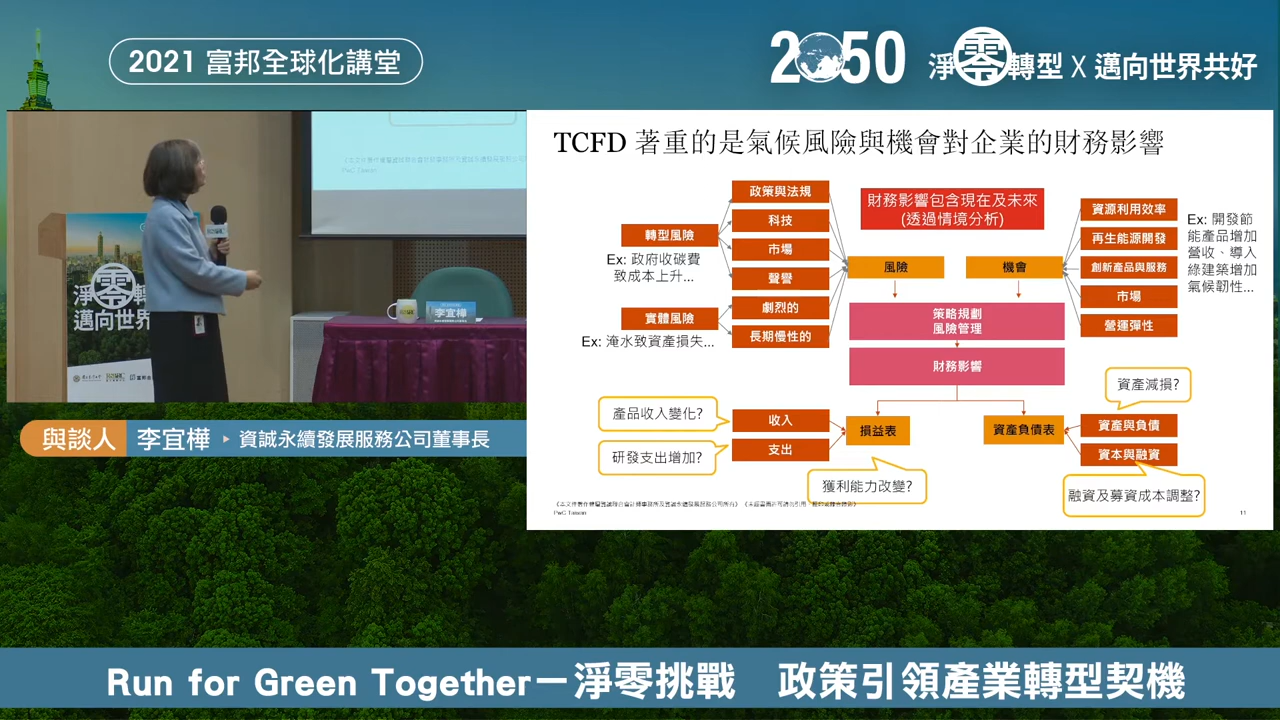 2021 富邦全球化講堂
2050 淨零轉型 X 邁向世界共好
TCFD 著重的是氣候風險與機會對企業的財務影響
政策與法規
科技
市場
聲譽
劇烈的
長期慢性的
轉型風險
Ex: 政府收碳費
致成本上升...
實體風險
Ex: 淹水致資產損失...
財務影響包含現在及未來
(透過情境分析)
風險
機會
資源利用效率
再生能源開發
創新產品與服務
市場
營運彈性
Ex: 開發節
能產品增加
營收、導入
綠建築增加
氣候韌性...
策略規劃
風險管理
財務影響
產品收入變化?
研發支出增加?
收入
支出
損益表
獲利能力改變?
資產負債表
資產減損?
資產與負債
資本與融資
融資及募資成本調整?
PwC Taiwan
11
淨零轉
邁向世界
李宜樺
與談人 李宜樺 ▸ 資誠永續發展服務公司董事長
Run for Green Together－淨零挑戰 政策引領產業轉型契機